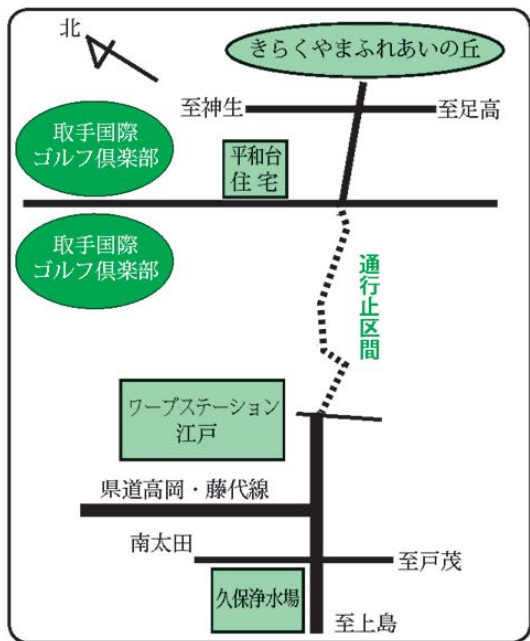 北
きらくやまふれあいの丘
至神生
至足高
取手国際
ゴルフ倶楽部
平和台
住宅
取手国際
ゴルフ倶楽部
通行止区間
ワープステーション
江戸
県道高岡・藤代線
南太田
至戸茂
久保浄水場
至上島